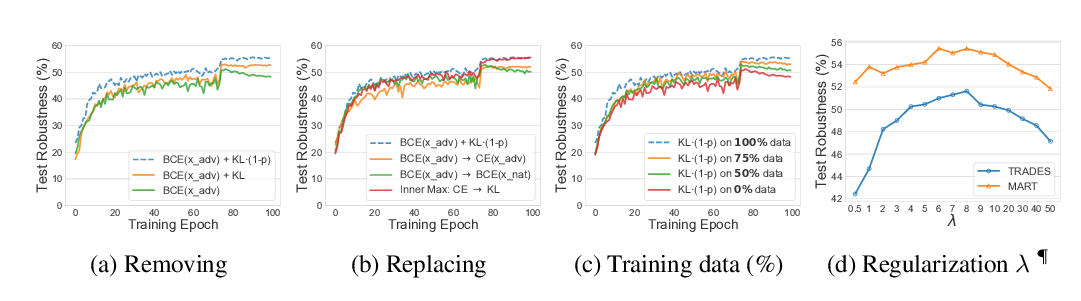 Test Robustness (%)
60
50
40
30
20
10
0
BCE(x_adv) + KL·(1-p)
BCE(x_adv) + KL
BCE(x_adv)
0 20 40 60 80 100
Training Epoch
(a) Removing
Test Robustness (%)
60
50
40
30
20
10
0
BCE(x_adv) + KL·(1-p)
BCE(x_adv) → CE(x_adv)
BCE(x_adv) → BCE(x_nat)
Inner Max: CE → KL
0 20 40 60 80 100
Training Epoch
(b) Replacing
Test Robustness (%)
60
50
40
30
20
10
0
KL·(1-p) on 100% data
KL·(1-p) on 75% data
KL·(1-p) on 50% data
KL·(1-p) on 0% data
0 20 40 60 80 100
Training Epoch
(c) Training data (%)
Test Robustness (%)
56
54
52
50
48
46
44
42
TRADES
MART
0.5 1 2 3 4 5 6 7 8 9 10 20 30 40 50
λ
(d) Regularization λ ¶